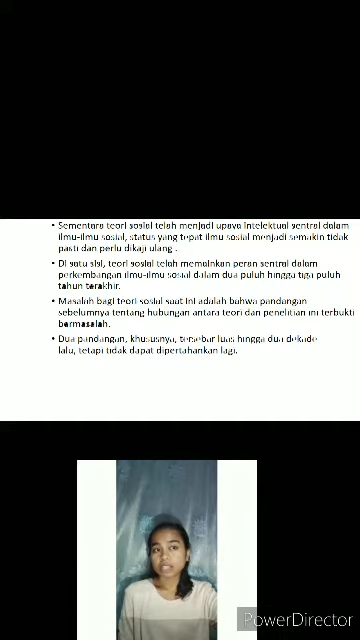 • Sementara teori sosial telah menjadi upaya intelektual sentral dalam
ilmu-ilmu sosial, status yang tepat ilmu sosial menjadi semakin tidak
pasti dan perlu dikaji ulang .
• Di satu sisi, teori sosial telah memainkan peran sentral dalam
perkembangan ilmu-ilmu sosial dalam dua puluh hingga tiga puluh
tahun terakhir.
• Masalah bagi teori sosial saat ini adalah bahwa pandangan
sebelumnya tentang hubungan antara teori dan penelitian ini terbukti
bermasalah.
• Dua pandangan, khususnya, tersebar luas hingga dua dekade
lalu, tetapi tidak dapat dipertahankan lagi.
PowerDirector